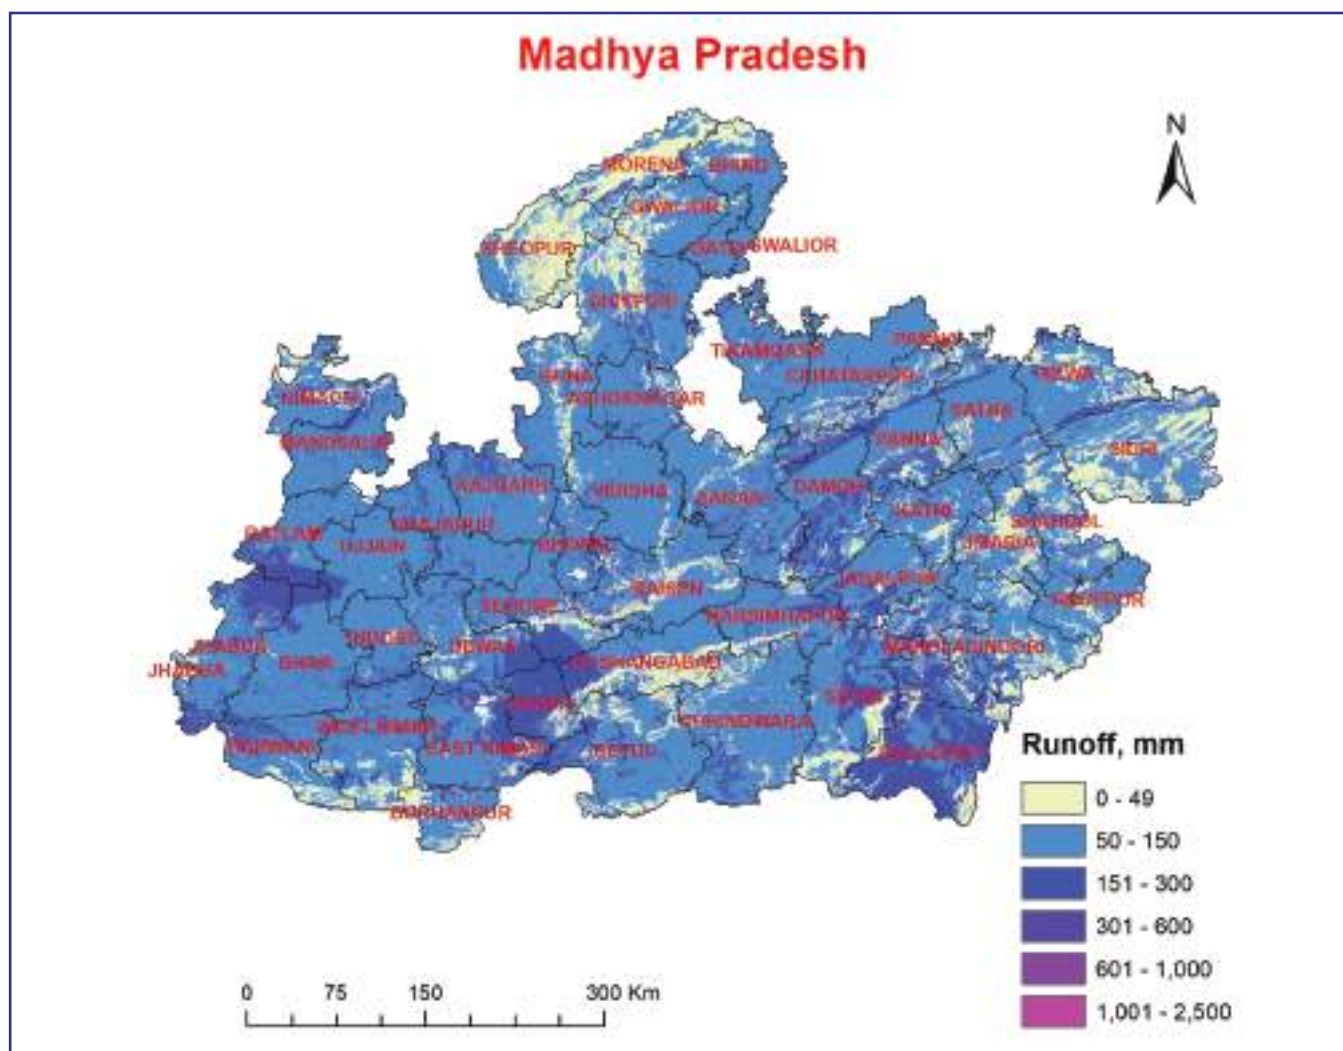 Madhya Pradesh
N
MORENA
BHIND
GWALIOR
SHEOPUR
DATIA
GWALIOR
SHIVPURI
TIKAMGARH
PANNA
GUNA
CHHATARPUR
REWA
NIMACH
ASHOKNAGAR
SATNA
MANDSAUR
PANNA
SIDHI
RAJGARH
VIDISHA
SAGAR
DAMOH
KATNI
SHAHDOL
SHAJAPUR
RATLAM
UJJAIN
BHOPAL
UMARIA
JABALPUR
RAISEN
SEHORE
NARSIMHAPUR
ANUPPUR
INDORE
DEWAS
JHABUA
MANDLA
DINDORI
DHAR
HOSHANGABAD
JHABUA
SEONI
HARDA
CHHINDWARA
WEST NIMAR
BARWANI
EAST NIMAR
BETUL
BALAGHAT
BURHANPUR
Runoff, mm
0 - 49
50 - 150
151 - 300
301 - 600
601 - 1,000
1,001 - 2,500
0 75 150 300 Km